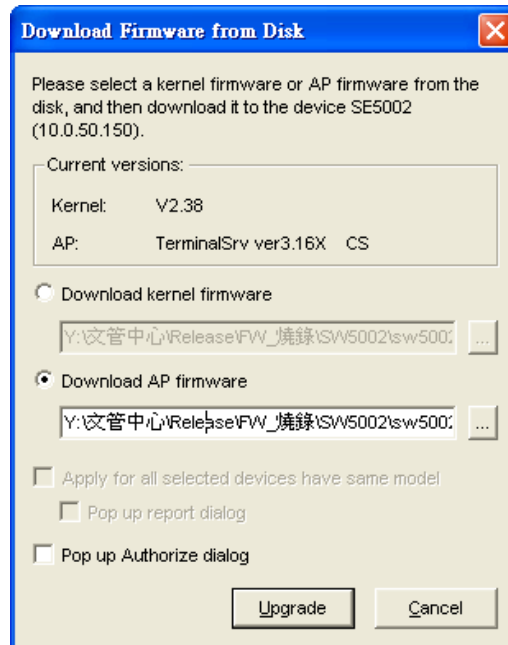 Download Firmware from Disk
Please select a kernel firmware or AP firmware from the
disk, and then download it to the device SE5002
(10.0.50.150).
Current versions:
Kernel: V2.38
AP: TerminalSrv ver3.16X CS
Download kernel firmware
Y:\文管中心\Release\FW_燒錄\SW5002\sw5002
...
Download AP firmware
Y:\文管中心\Release\FW_燒錄\SW5002\sw5002
...
Apply for all selected devices have same model
Pop up report dialog
Pop up Authorize dialog
Upgrade Cancel